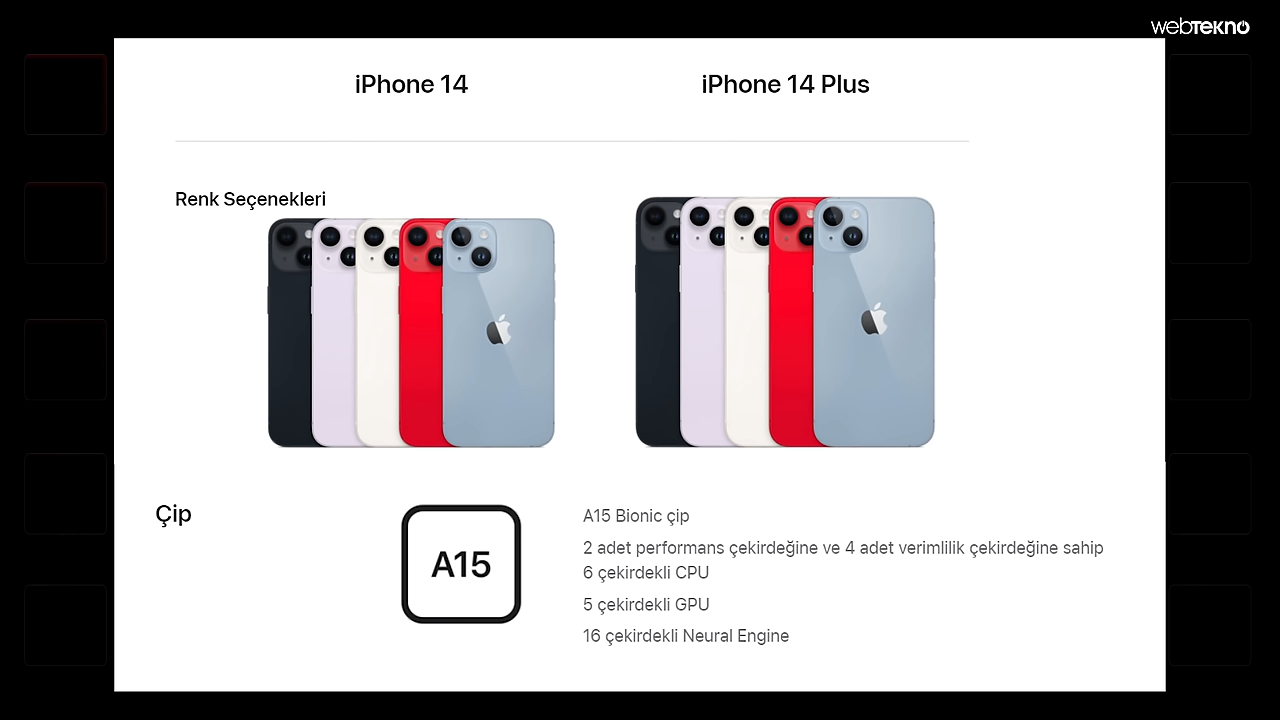 webTEKNO
iPhone 14
iPhone 14 Plus
Renk Seçenekleri
Çip
A15
A15 Bionic çip
2 adet performans çekirdeğine ve 4 adet verimlilik çekirdeğine sahip
6 çekirdekli CPU
5 çekirdekli GPU
16 çekirdekli Neural Engine